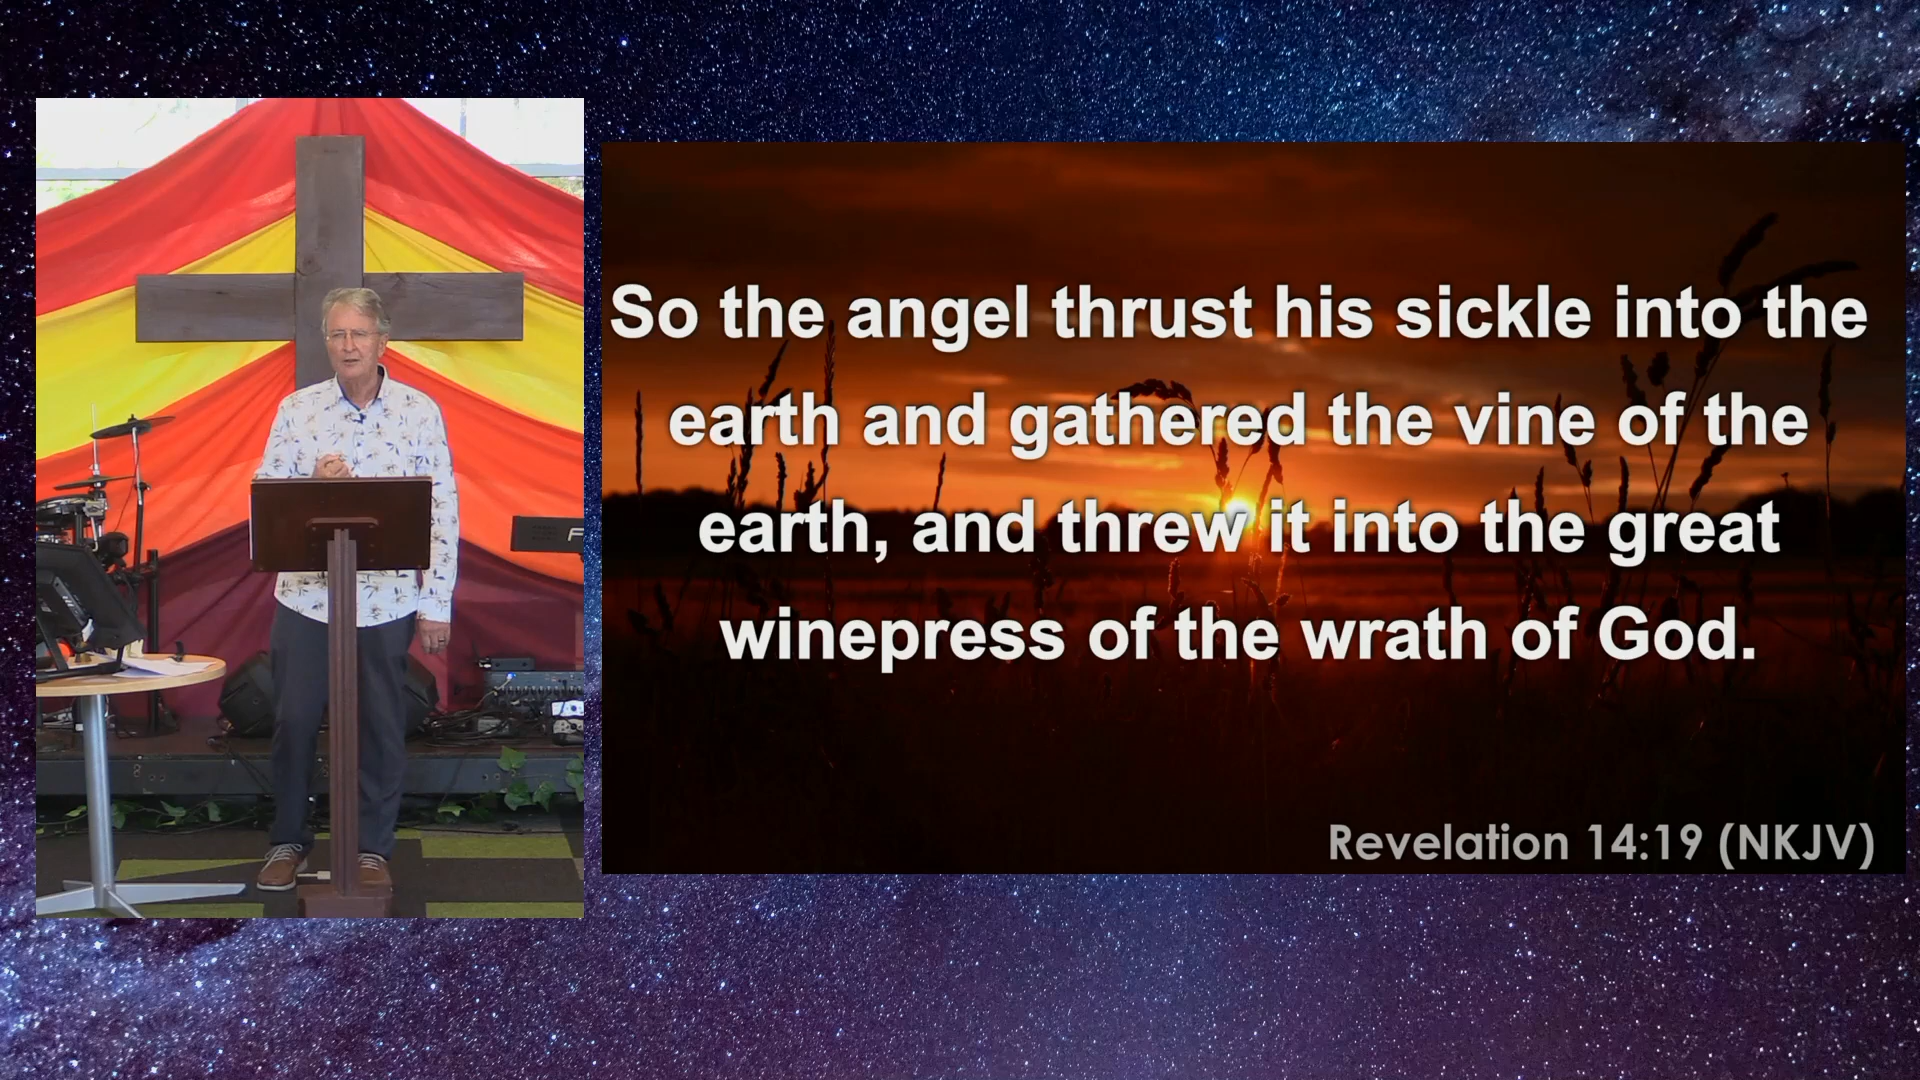 So the angel thrust his sickle into the
earth and gathered the vine of the
earth, and threw it into the great
winepress of the wrath of God.
Revelation 14:19 (NKJV)